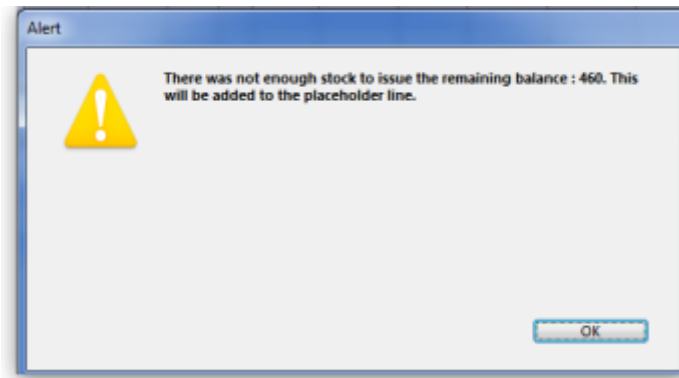 Alert
There was not enough stock to issue the remaining balance : 460. This
will be added to the placeholder line.
OK